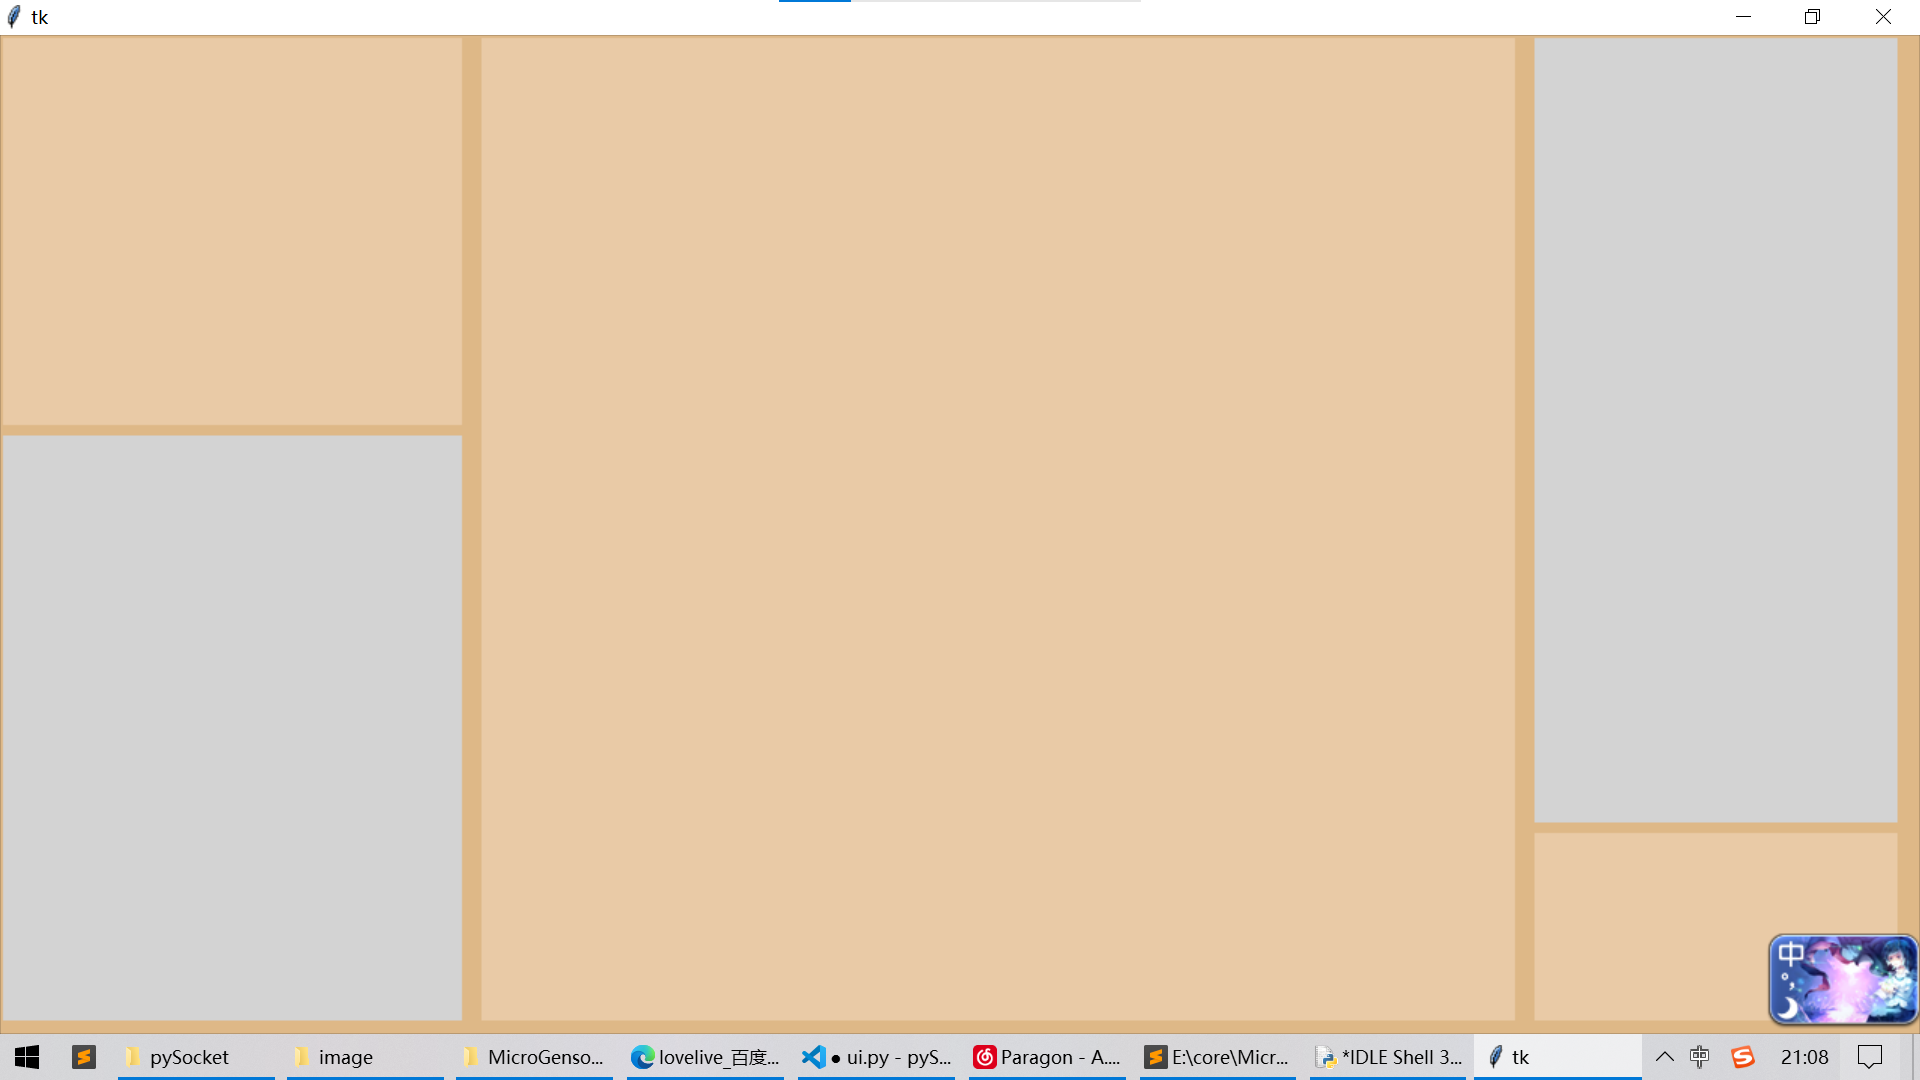 tk
中
pySocket
image
MicroGenso...
lovelive_百度...
● ui.py - pyS...
Paragon - A....
E:\core\Micr...
*IDLE Shell 3...
tk
中
21:08